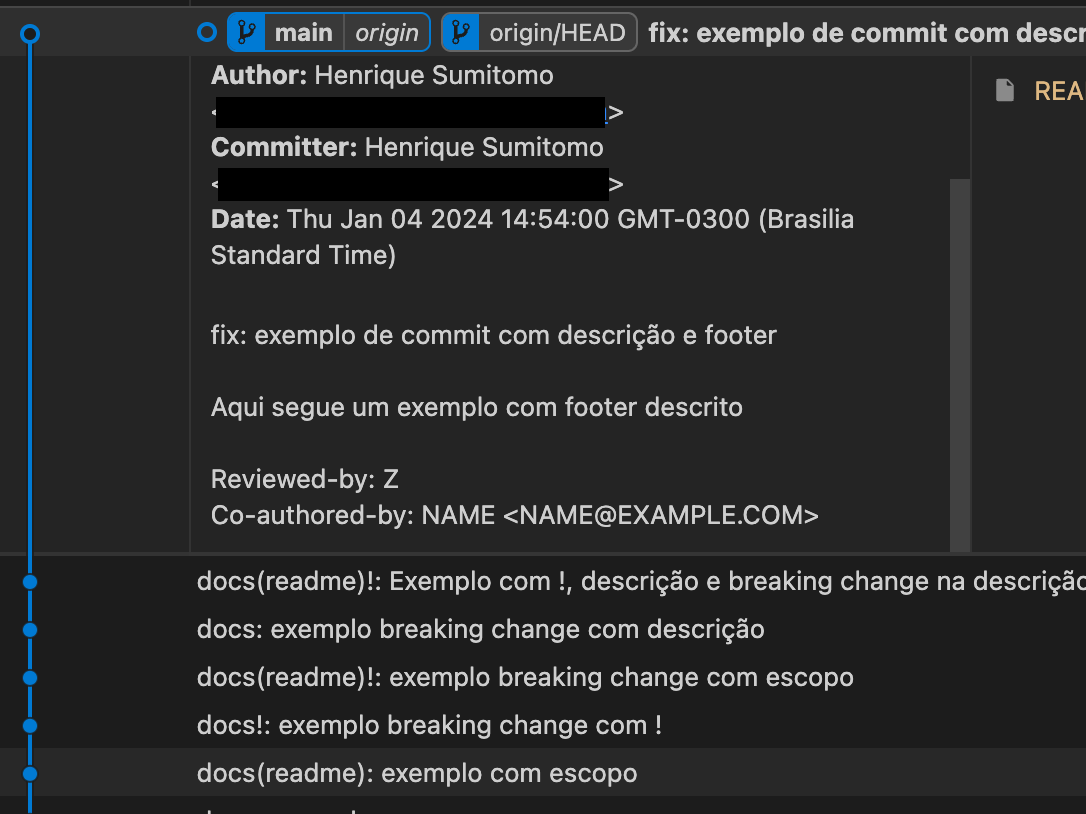 main origin origin/HEAD fix: exemplo de commit com descr
Author: Henrique Sumitomo
< >
Committer: Henrique Sumitomo
< >
Date: Thu Jan 04 2024 14:54:00 GMT-0300 (Brasilia
Standard Time)
fix: exemplo de commit com descrição e footer
Aqui segue um exemplo com footer descrito
Reviewed-by: Z
Co-authored-by: NAME <NAME@EXAMPLE.COM>
REA
docs(readme)!: Exemplo com !, descrição e breaking change na descrição
docs: exemplo breaking change com descrição
docs(readme)!: exemplo breaking change com escopo
docs!: exemplo breaking change com !
docs(readme): exemplo com escopo